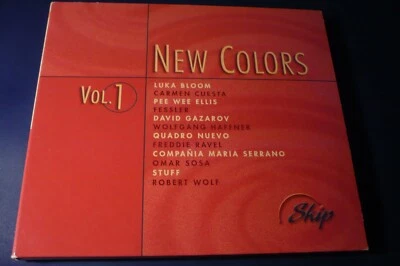 NEW COLORS
VOL. 1
LUKA BLOOM
CARMEN CUESTA
PEE WEE ELLIS
FESSLER
DAVID GAZAROV
WOLFGANG HAFFNER
QUADRO NUEVO
FREDDIE RAVEL
COMPAÑIA MARIA SERRANO
OMAR SOSA
STUFF
ROBERT WOLF
Skip